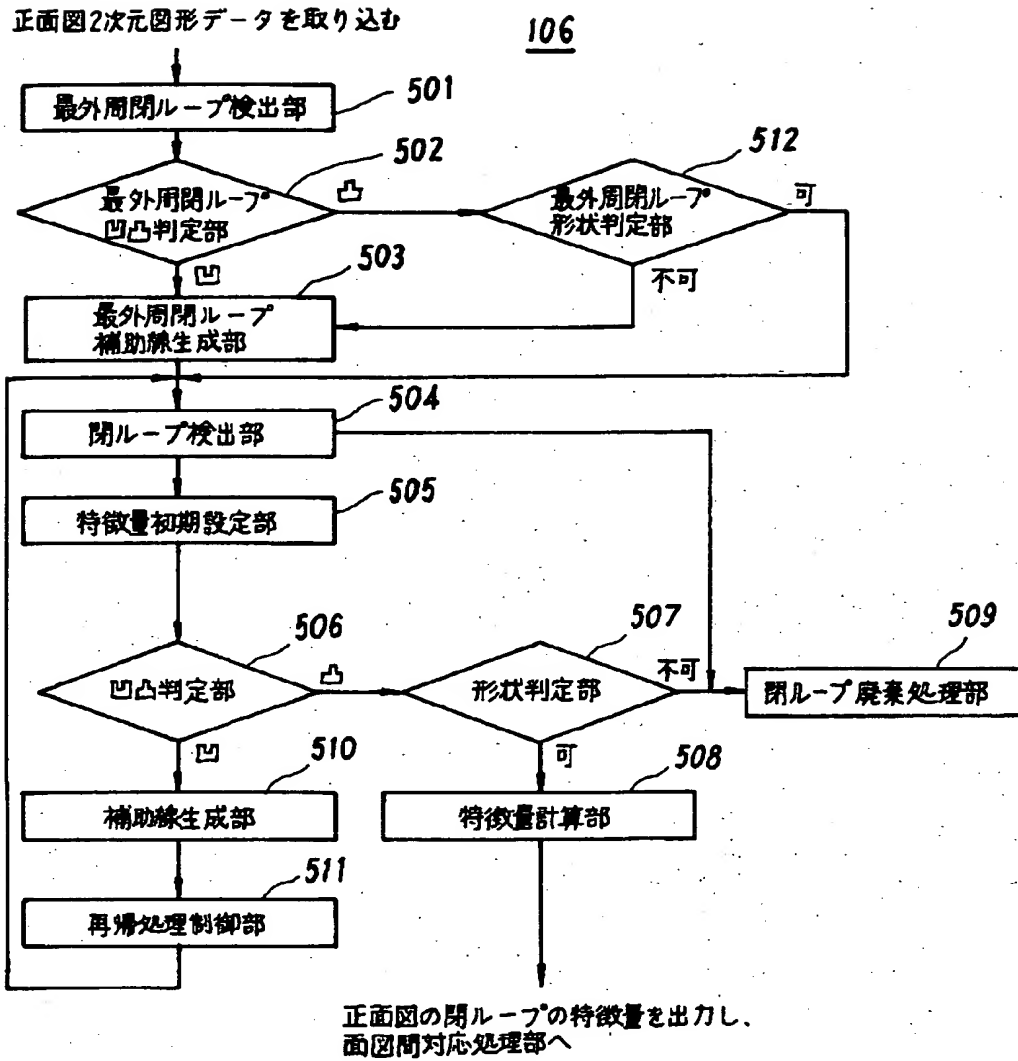 正面図2次元図形データを取り込む
106
最外周閉ループ検出部
501
502
512
最外周閉ループ
凹凸判定部
凸
最外周閉ループ
形状判定部
可
凹
503
不可
最外周閉ループ
補助線生成部
504
閉ループ検出部
505
特徴量初期設定部
506
507
509
凹凸判定部
凸
形状判定部
不可
閉ループ廃棄処理部
凹
510
可
508
補助線生成部
特徴量計算部
511
再帰処理制御部
正面図の閉ループの特徴量を出力し、
面図間対応処理部へ